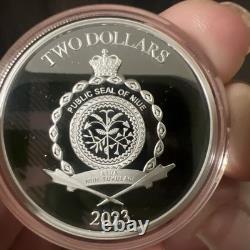 TWO DOLLARS
PUBLIC SEAL OF NIUE
2023